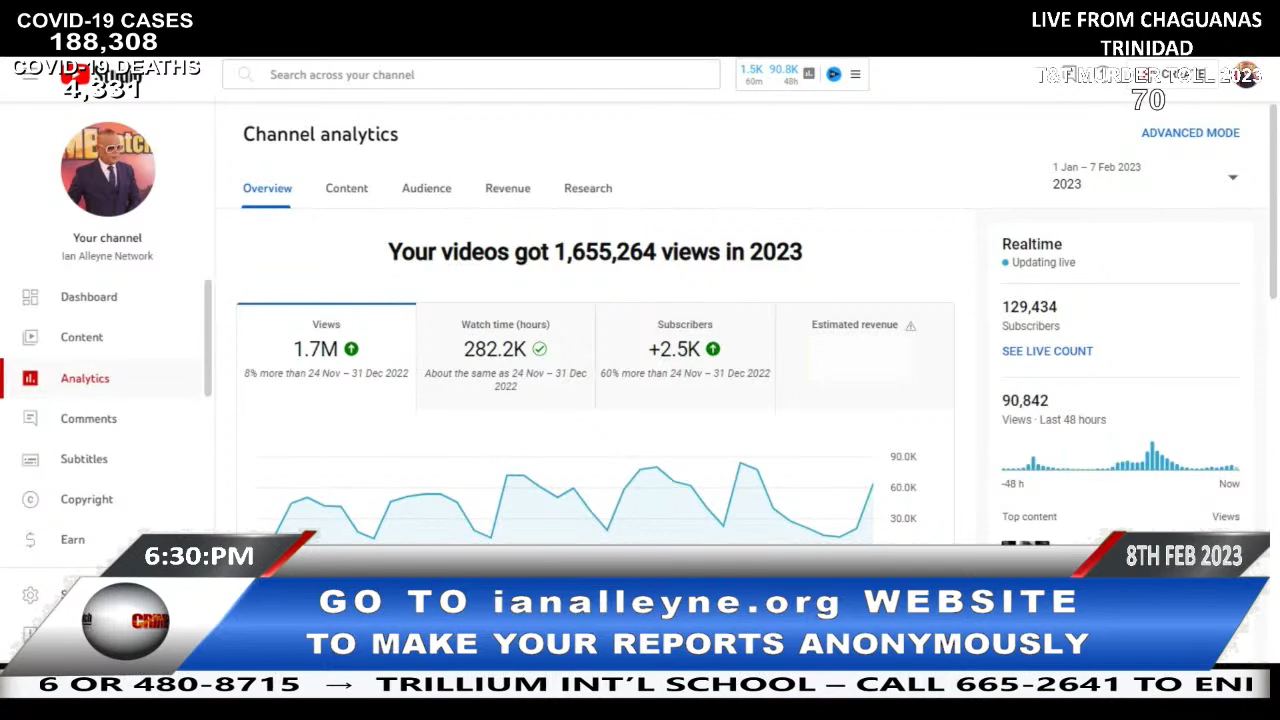 COVID-19 CASES
188,308
COVID-19 DEATHS
4,331
LIVE FROM CHAGUANAS
TRINIDAD
T&T MURDER TOLL 2023
70
Studio
Search across your channel
1.5K 90.8K
60m 48h
Your channel
Ian Alleyne Network
Dashboard
Content
Analytics
Comments
Subtitles
Copyright
Earn
Channel analytics
ADVANCED MODE
Overview
Content
Audience
Revenue
Research
1 Jan – 7 Feb 2023
2023
Your videos got 1,655,264 views in 2023
Views
1.7M
8% more than 24 Nov – 31 Dec 2022
Watch time (hours)
282.2K
About the same as 24 Nov – 31 Dec
2022
Subscribers
+2.5K
60% more than 24 Nov – 31 Dec 2022
Estimated revenue
90.0K
60.0K
30.0K
Realtime
Updating live
129,434
Subscribers
SEE LIVE COUNT
90,842
Views · Last 48 hours
-48 h
Now
Top content
Views
6:30:PM
8TH FEB 2023
CRIM
GO TO ianalleyne.org WEBSITE
TO MAKE YOUR REPORTS ANONYMOUSLY
6 OR 480-8715 → TRILLIUM INT'L SCHOOL – CALL 665-2641 TO ENI